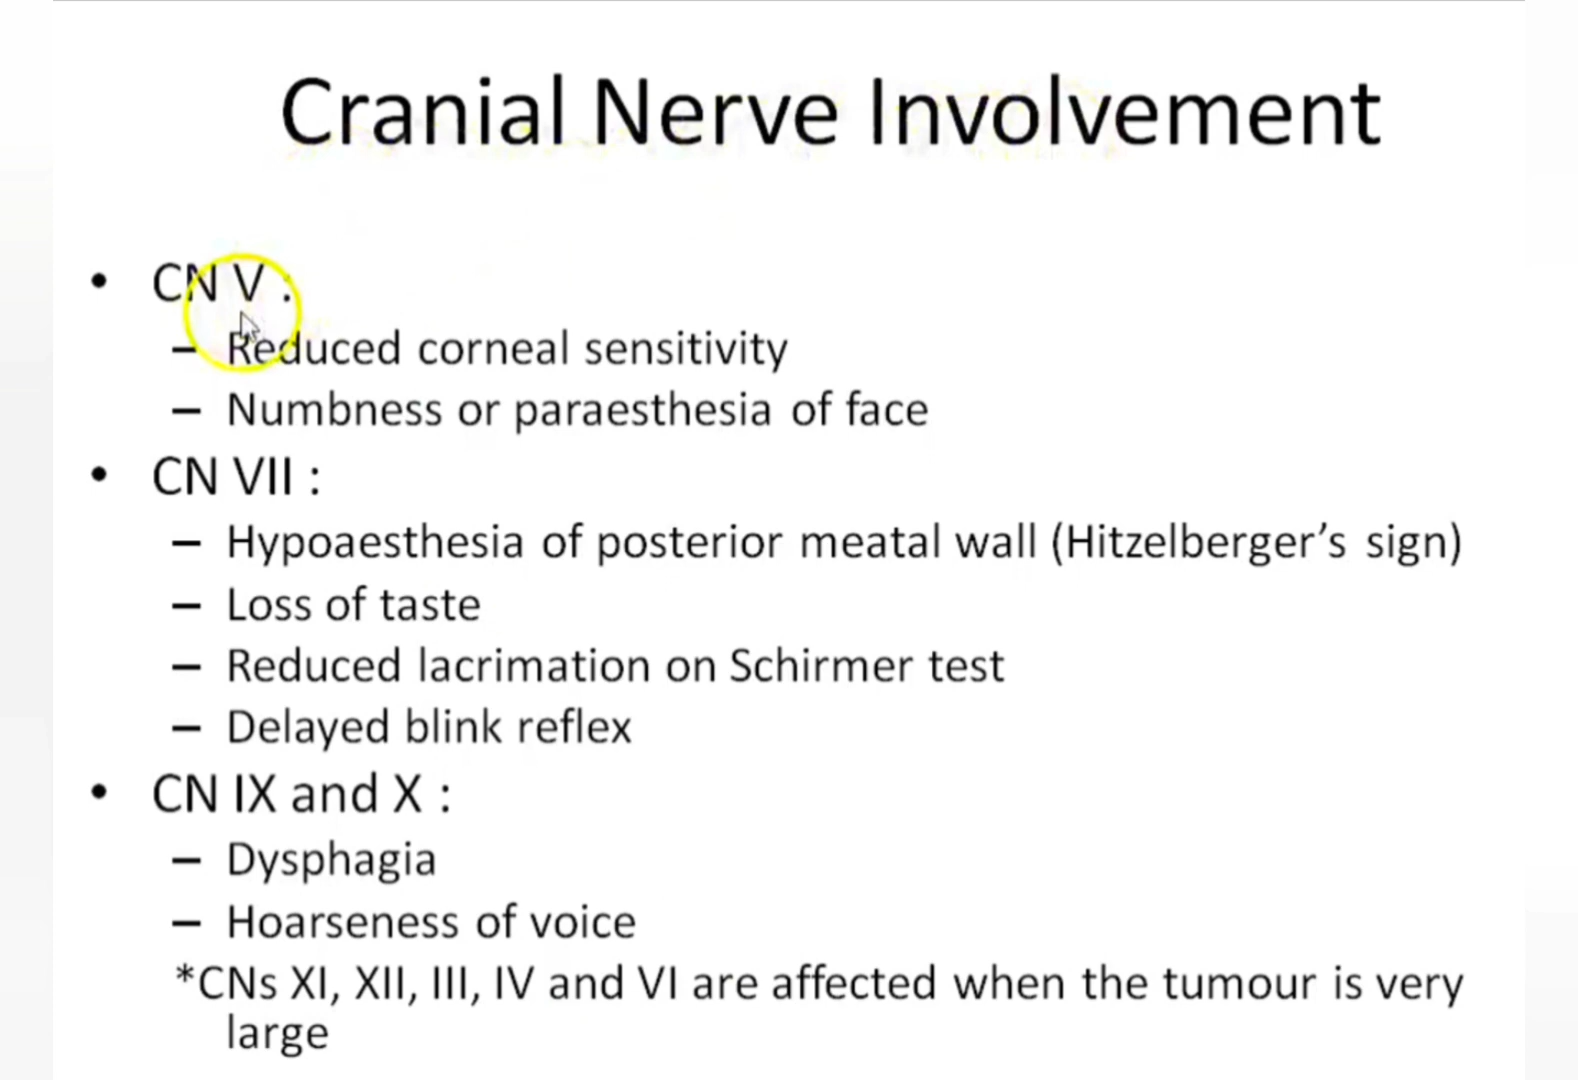 Cranial Nerve Involvement
• CN V :
– Reduced corneal sensitivity
– Numbness or paraesthesia of face
• CN VII :
– Hypoaesthesia of posterior meatal wall (Hitzelberger’s sign)
– Loss of taste
– Reduced lacrimation on Schirmer test
– Delayed blink reflex
• CN IX and X :
– Dysphagia
– Hoarseness of voice
*CNs XI, XII, III, IV and VI are affected when the tumour is very
large